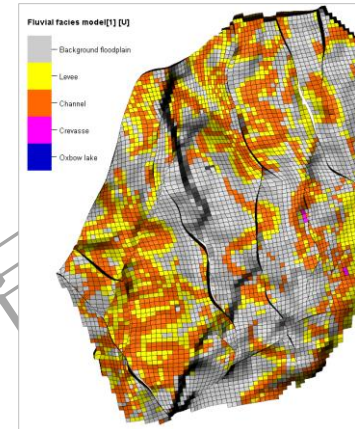 Fluvial facies model[1] [U]
Background floodplain
Levee
Channel
Crevasse
Oxbow lake